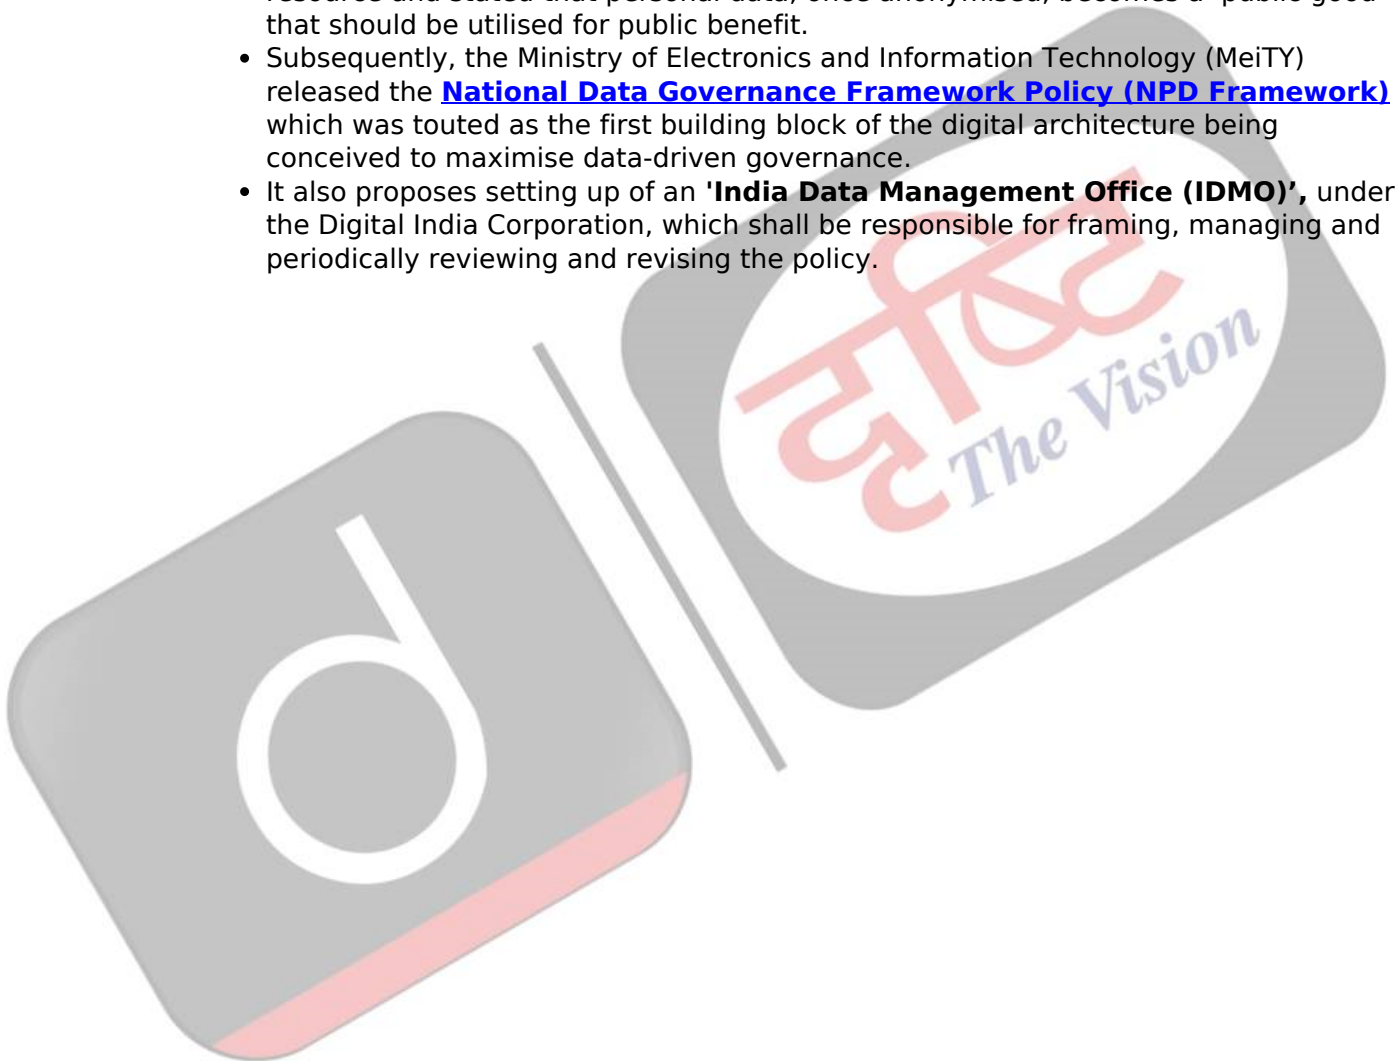 that should be utilised for public benefit.
• Subsequently, the Ministry of Electronics and Information Technology (MeiTY)
released the National Data Governance Framework Policy (NPD Framework)
which was touted as the first building block of the digital architecture being
conceived to maximise data-driven governance.
• It also proposes setting up of an 'India Data Management Office (IDMO)’, under
the Digital India Corporation, which shall be responsible for framing, managing and
periodically reviewing and revising the policy.
दृष्टि
The Vision
d